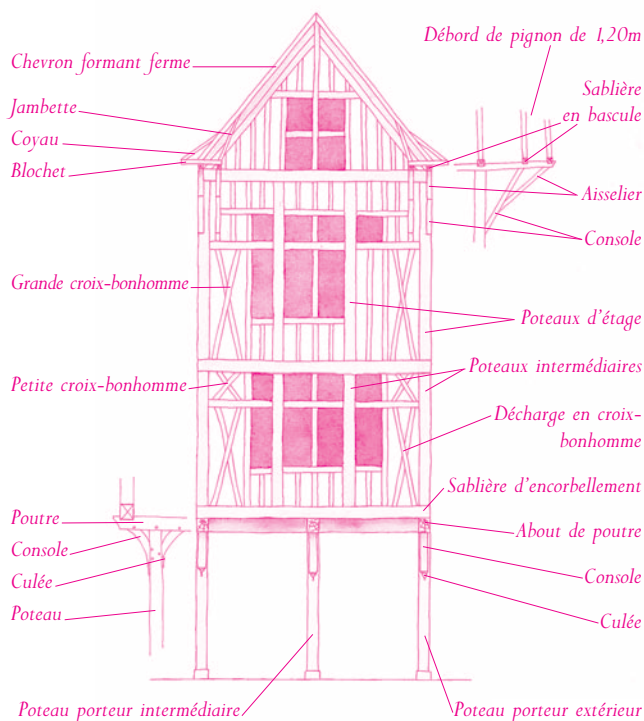 Débord de pignon de 1,20m
Chevron formant ferme
Jambette
Coyau
Blochet
Sablière
en bascule
Aisselier
Console
Grande croix-bonhomme
Poteaux d'étage
Petite croix-bonhomme
Poteaux intermédiaires
Décharge en croix-
bonhomme
Sablière d'encorbellement
Poutre
Console
Culée
Poteau
About de poutre
Console
Culée
Poteau porteur intermédiaire
Poteau porteur extérieur